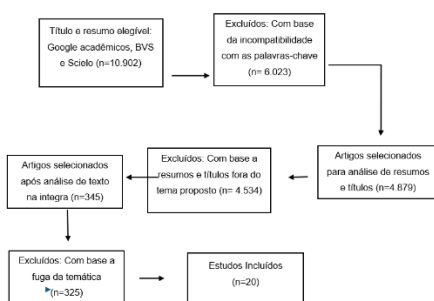 Título e resumo elegível:
Google acadêmicos, BVS
e Scielo (n=10.902)
Excluídos: Com base
da incompatibilidade
com as palavras-chave
(n= 6.023)
Artigos selecionados
para análise de resumos
e títulos (n=4.879)
Excluídos: Com base a
resumos e títulos fora do
tema proposto (n= 4.534)
Artigos selecionados
após análise de texto
na integra (n=345)
Excluídos: Com base a
fuga da temática
(n=325)
Estudos Incluídos
(n=20)